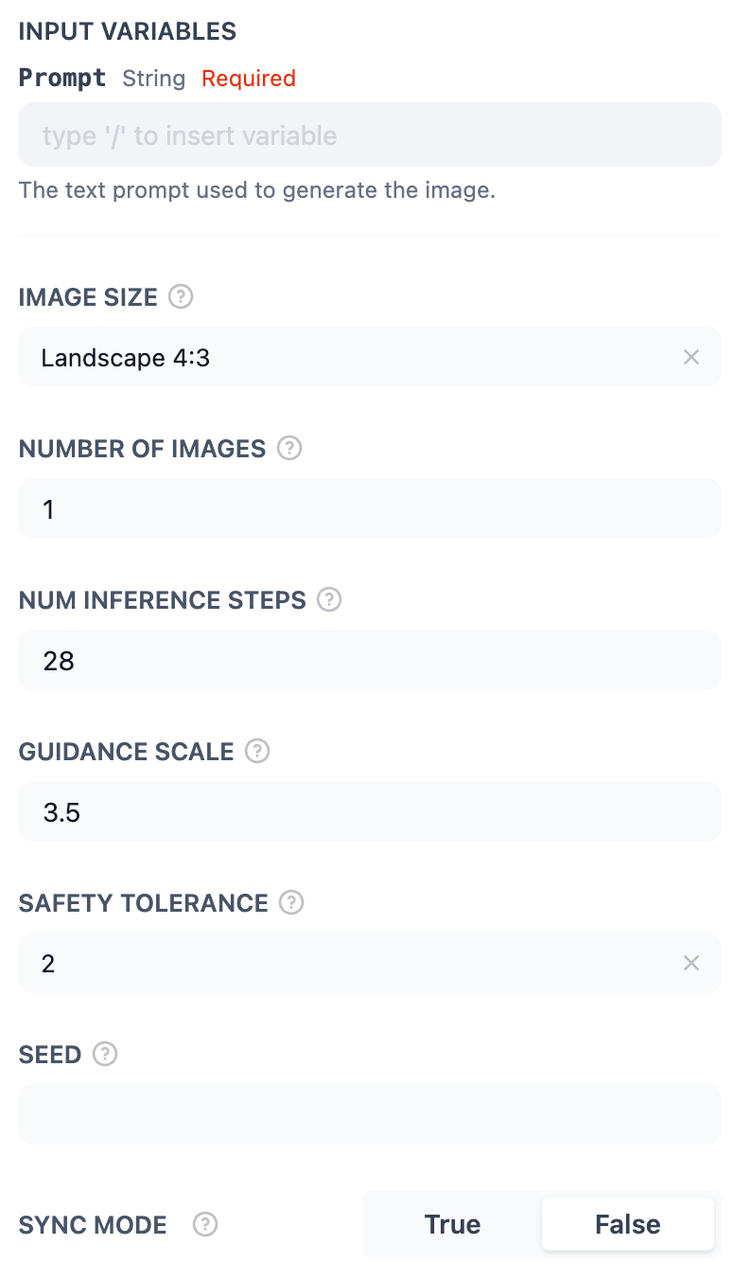 INPUT VARIABLES
Prompt String Required
type '/' to insert variable
The text prompt used to generate the image.
IMAGE SIZE ?
Landscape 4:3 ×
NUMBER OF IMAGES ?
1
NUM INFERENCE STEPS ?
28
GUIDANCE SCALE ?
3.5
SAFETY TOLERANCE ?
2 ×
SEED ?
SYNC MODE ? True False